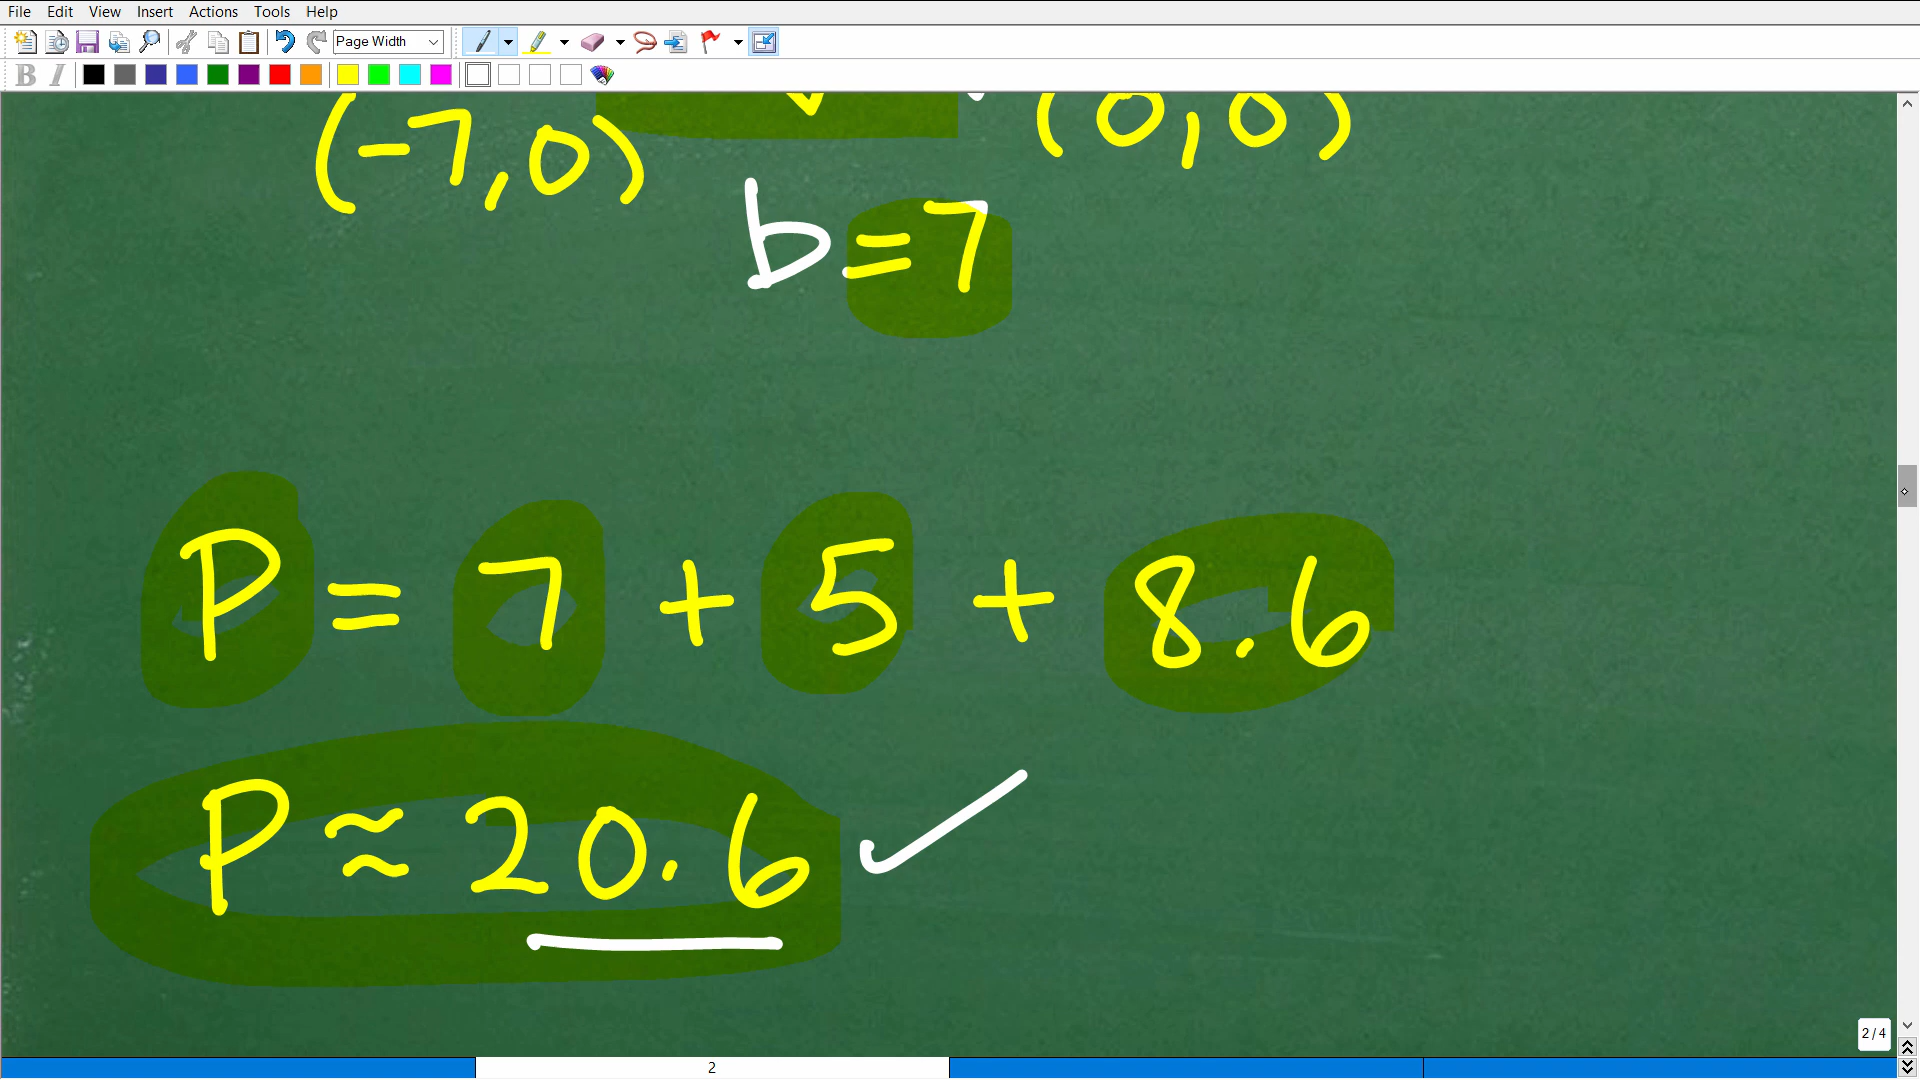 File Edit View Insert Actions Tools Help
Page Width
B I
(-7,0) (0,0)
b=7
P = 7 + 5 + 8.6
P ≈ 20.6 ✓
2 / 4
2